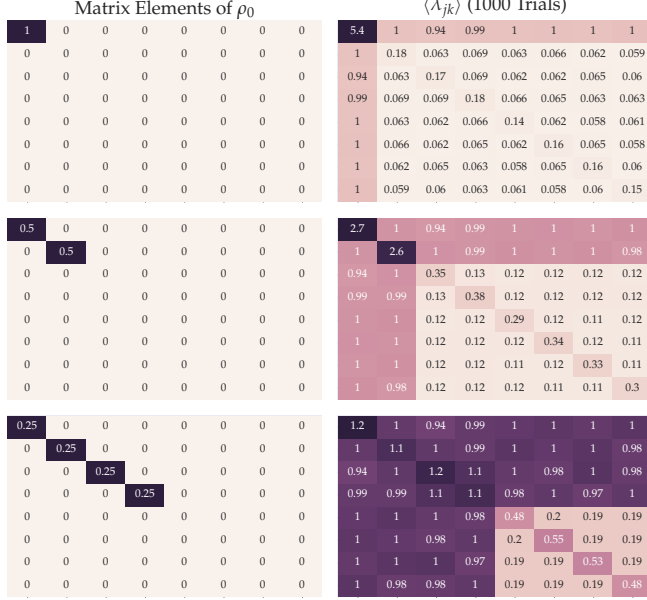 Matrix Elements of ρ₀ ⟨λⱼₖ⟩ (1000 Trials)
1 0 0 0 0 0 0 0 5.4 1 0.94 0.99 1 1 1 1
0 0 0 0 0 0 0 0 1 0.18 0.063 0.069 0.063 0.066 0.062 0.059
0 0 0 0 0 0 0 0 0.94 0.063 0.17 0.069 0.062 0.062 0.065 0.06
0 0 0 0 0 0 0 0 0.99 0.069 0.069 0.18 0.066 0.065 0.063 0.063
0 0 0 0 0 0 0 0 1 0.063 0.062 0.066 0.14 0.062 0.058 0.061
0 0 0 0 0 0 0 0 1 0.066 0.062 0.065 0.062 0.16 0.065 0.058
0 0 0 0 0 0 0 0 1 0.062 0.065 0.063 0.058 0.065 0.16 0.06
0 0 0 0 0 0 0 0 1 0.059 0.06 0.063 0.061 0.058 0.06 0.15
0.5 0 0 0 0 0 0 0 2.7 1 0.94 0.99 1 1 1 1
0 0.5 0 0 0 0 0 0 1 2.6 1 0.99 1 1 1 0.98
0 0 0 0 0 0 0 0 0.94 1 0.35 0.13 0.12 0.12 0.12 0.12
0 0 0 0 0 0 0 0 0.99 0.99 0.13 0.38 0.12 0.12 0.12 0.12
0 0 0 0 0 0 0 0 1 1 0.12 0.12 0.29 0.12 0.11 0.12
0 0 0 0 0 0 0 0 1 1 0.12 0.12 0.12 0.34 0.12 0.11
0 0 0 0 0 0 0 0 1 1 0.12 0.12 0.11 0.12 0.33 0.11
0 0 0 0 0 0 0 0 1 0.98 0.12 0.12 0.12 0.11 0.11 0.3
0.25 0 0 0 0 0 0 0 1.2 1 0.94 0.99 1 1 1 1
0 0.25 0 0 0 0 0 0 1 1.1 1 0.99 1 1 1 0.98
0 0 0.25 0 0 0 0 0 0.94 1 1.2 1.1 1 0.98 1 0.98
0 0 0 0.25 0 0 0 0 0.99 0.99 1.1 1.1 0.98 1 0.97 1
0 0 0 0 0 0 0 0 1 1 1 0.98 0.48 0.2 0.19 0.19
0 0 0 0 0 0 0 0 1 1 0.98 1 0.2 0.55 0.19 0.19
0 0 0 0 0 0 0 0 1 1 1 0.97 0.19 0.19 0.53 0.19
0 0 0 0 0 0 0 0 1 0.98 0.98 1 0.19 0.19 0.19 0.48